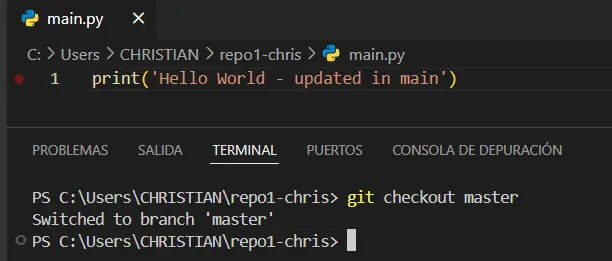 main.py ×
C: > Users > CHRISTIAN > repo1-chris > main.py
1 print('Hello World - updated in main')
PROBLEMAS SALIDA TERMINAL PUERTOS CONSOLA DE DEPURACIÓN
PS C:\Users\CHRISTIAN\repo1-chris> git checkout master
Switched to branch 'master'
PS C:\Users\CHRISTIAN\repo1-chris>